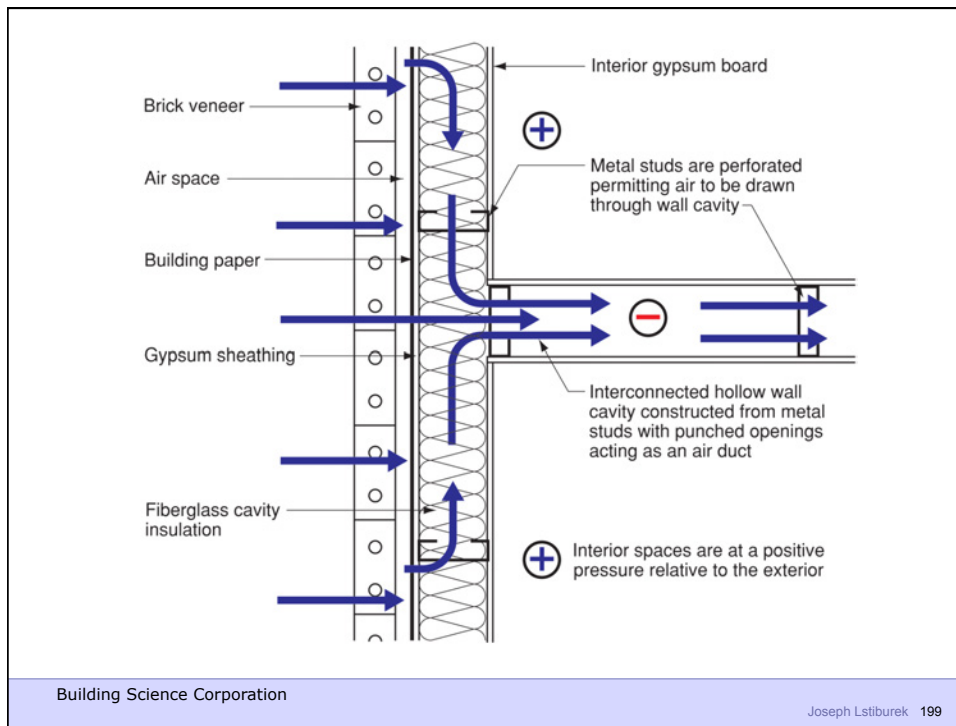 Interior gypsum board
Brick veneer
Metal studs are perforated
permitting air to be drawn
through wall cavity
Air space
Building paper
Gypsum sheathing
Interconnected hollow wall
cavity constructed from metal
studs with punched openings
acting as an air duct
Fiberglass cavity
insulation
Interior spaces are at a positive
pressure relative to the exterior
Building Science Corporation
Joseph Lstiburek 199